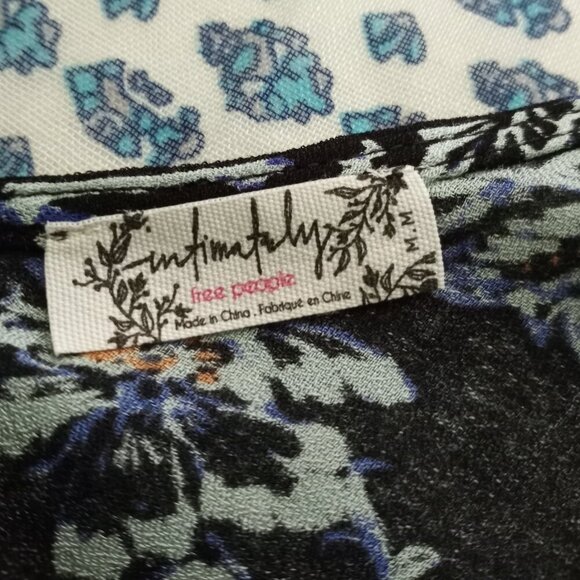 intimately
free people
Made in China . Fabriqué en Chine
M.M